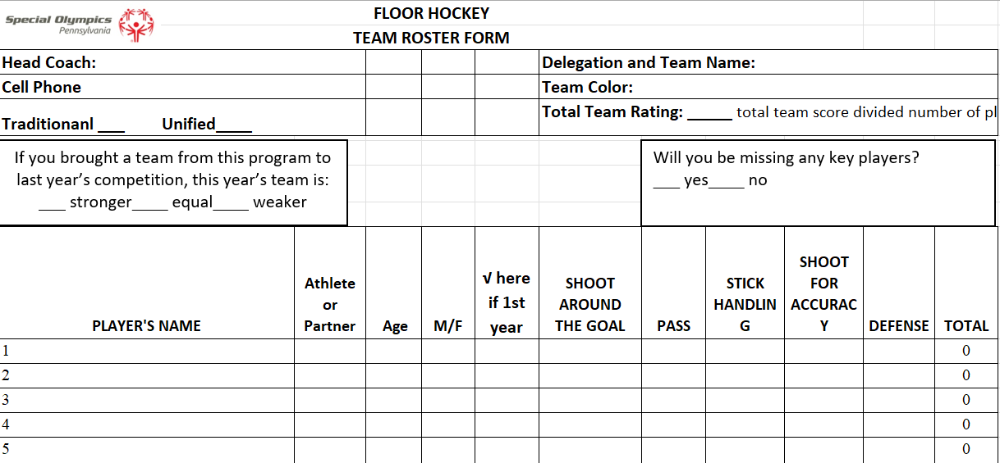 Special Olympics
Pennsylvania
FLOOR HOCKEY
TEAM ROSTER FORM
Head Coach:
Delegation and Team Name:
Cell Phone
Team Color:
Traditionanl ___ Unified____
Total Team Rating: _____ total team score divided number of pl
If you brought a team from this program to
last year's competition, this year's team is:
___ stronger____ equal____ weaker
Will you be missing any key players?
___ yes____ no
PLAYER'S NAME
Athlete
or
Partner
Age
M/F
√ here
if 1st
year
SHOOT
AROUND
THE GOAL
PASS
STICK
HANDLIN
G
SHOOT
FOR
ACCURAC
Y
DEFENSE
TOTAL
1 0
2 0
3 0
4 0
5 0